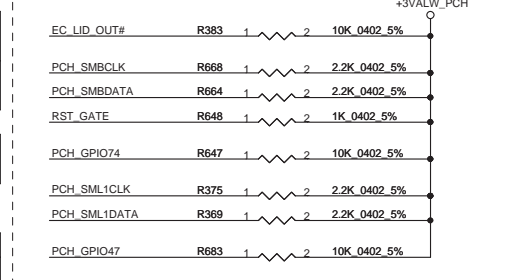 +3VALW_PCH
EC_LID_OUT# R383 1 2 10K_0402_5%
PCH_SMBCLK R668 1 2 2.2K_0402_5%
PCH_SMBDATA R664 1 2 2.2K_0402_5%
RST_GATE R648 1 2 1K_0402_5%
PCH_GPIO74 R647 1 2 10K_0402_5%
PCH_SML1CLK R375 1 2 2.2K_0402_5%
PCH_SML1DATA R369 1 2 2.2K_0402_5%
PCH_GPIO47 R683 1 2 10K_0402_5%